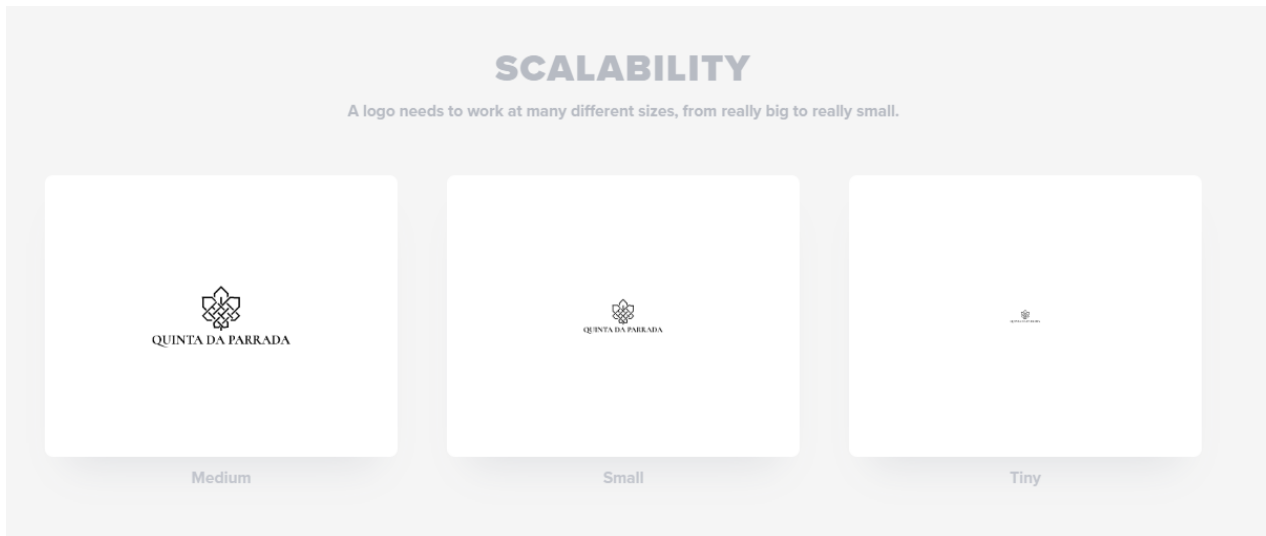 SCALABILITY
A logo needs to work at many different sizes, from really big to really small.
QUINTA DA PARRADA
QUINTA DA PARRADA
Medium
Small
Tiny